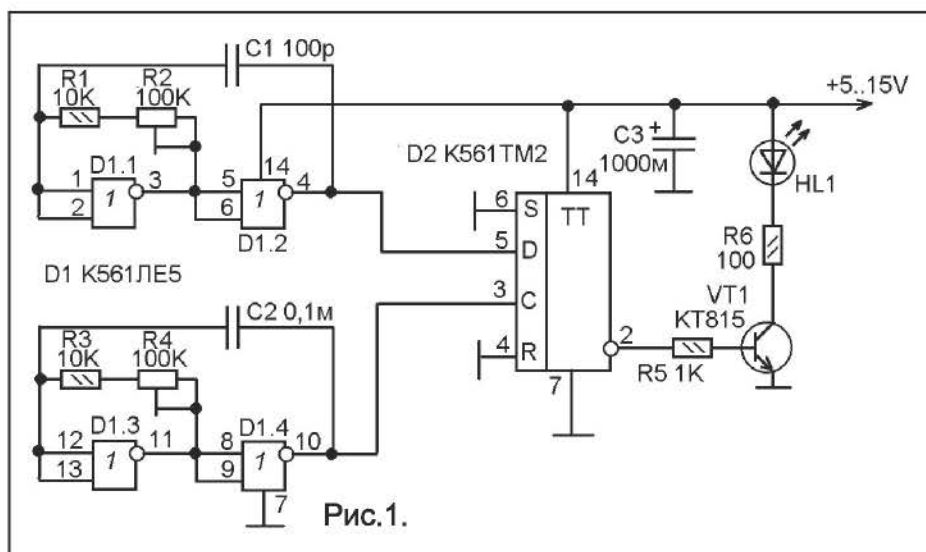 C1 100p
R1
10K
R2
100K
+5..15V
C3 +
1000м
D2 К561ТМ2
14
14
HL1
D1.1
1
2
1
3
5
6
1
4
D1.2
6
S
TT
5
D
R6
100
D1 К561ЛЕ5
3
C
VT1
КТ815
C2 0,1м
R3
10K
R4
100K
4
R
2
R5 1K
7
D1.3
12
13
1
11
D1.4
8
9
1
10
7
Рис.1.